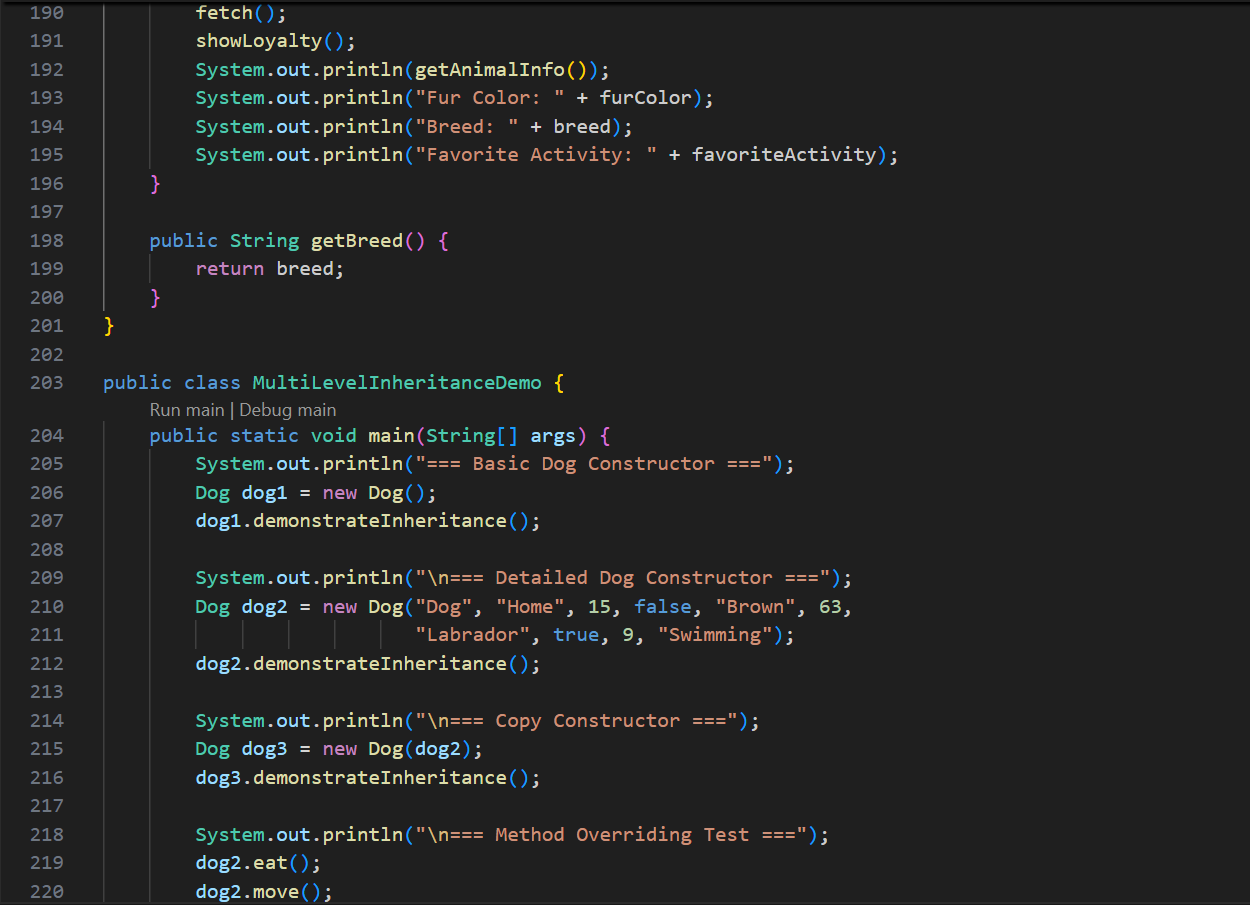 190 fetch();
191 showLoyalty();
192 System.out.println(getAnimalInfo());
193 System.out.println("Fur Color: " + furColor);
194 System.out.println("Breed: " + breed);
195 System.out.println("Favorite Activity: " + favoriteActivity);
196 }
197
198 public String getBreed() {
199 return breed;
200 }
201 }
202
203 public class MultiLevelInheritanceDemo {
Run main | Debug main
204 public static void main(String[] args) {
205 System.out.println("=== Basic Dog Constructor ===");
206 Dog dog1 = new Dog();
207 dog1.demonstrateInheritance();
208
209 System.out.println("\n=== Detailed Dog Constructor ===");
210 Dog dog2 = new Dog("Dog", "Home", 15, false, "Brown", 63,
211 "Labrador", true, 9, "Swimming");
212 dog2.demonstrateInheritance();
213
214 System.out.println("\n=== Copy Constructor ===");
215 Dog dog3 = new Dog(dog2);
216 dog3.demonstrateInheritance();
217
218 System.out.println("\n=== Method Overriding Test ===");
219 dog2.eat();
220 dog2.move();